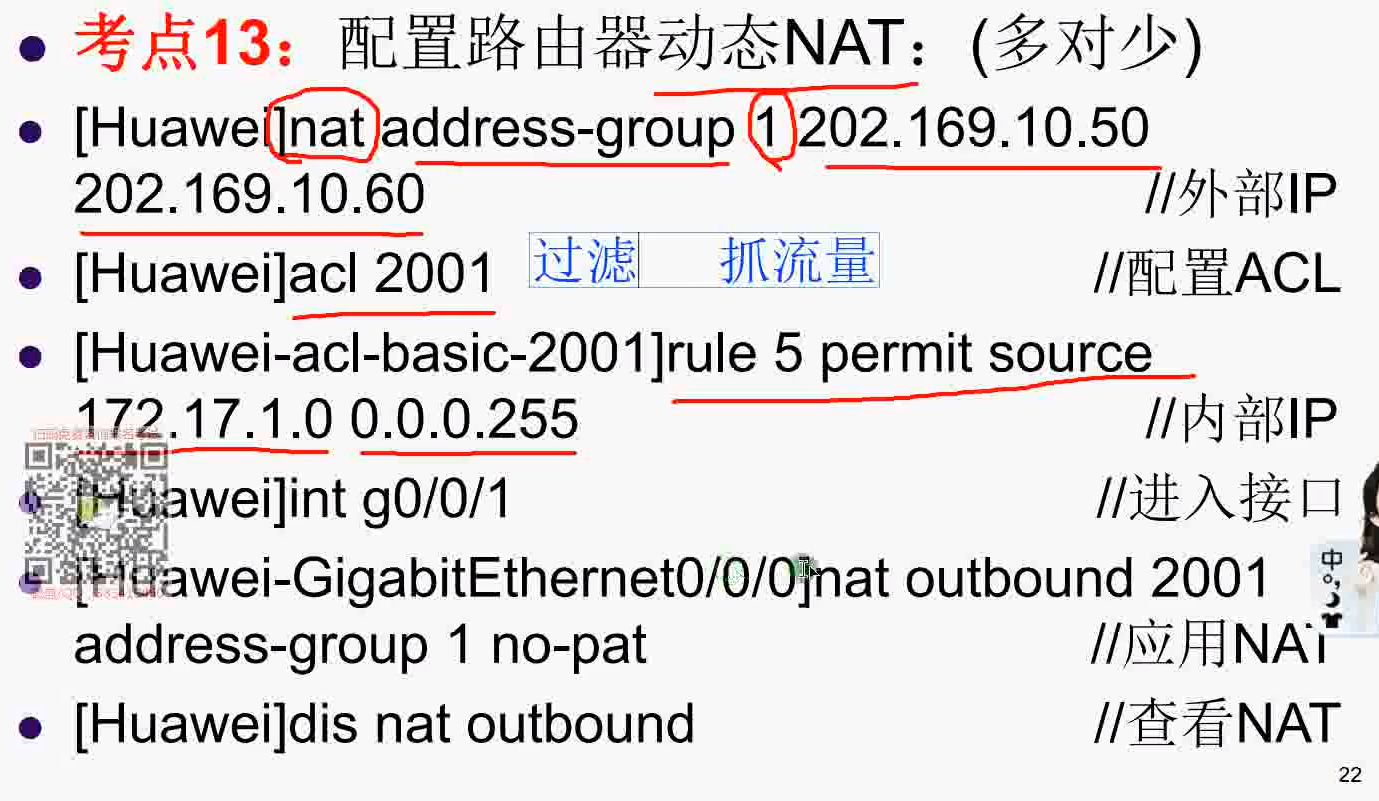 考点13：配置路由器动态NAT：(多对少)
[Huawei]nat address-group 1 202.169.10.50
202.169.10.60 //外部IP
[Huawei]acl 2001 过滤 抓流量 //配置ACL
[Huawei-acl-basic-2001]rule 5 permit source
172.17.1.0 0.0.0.255 //内部IP
[Huawei]int g0/0/1 //进入接口
[Huawei-GigabitEthernet0/0/0]nat outbound 2001
中
address-group 1 no-pat //应用NAT
[Huawei]dis nat outbound //查看NAT
22